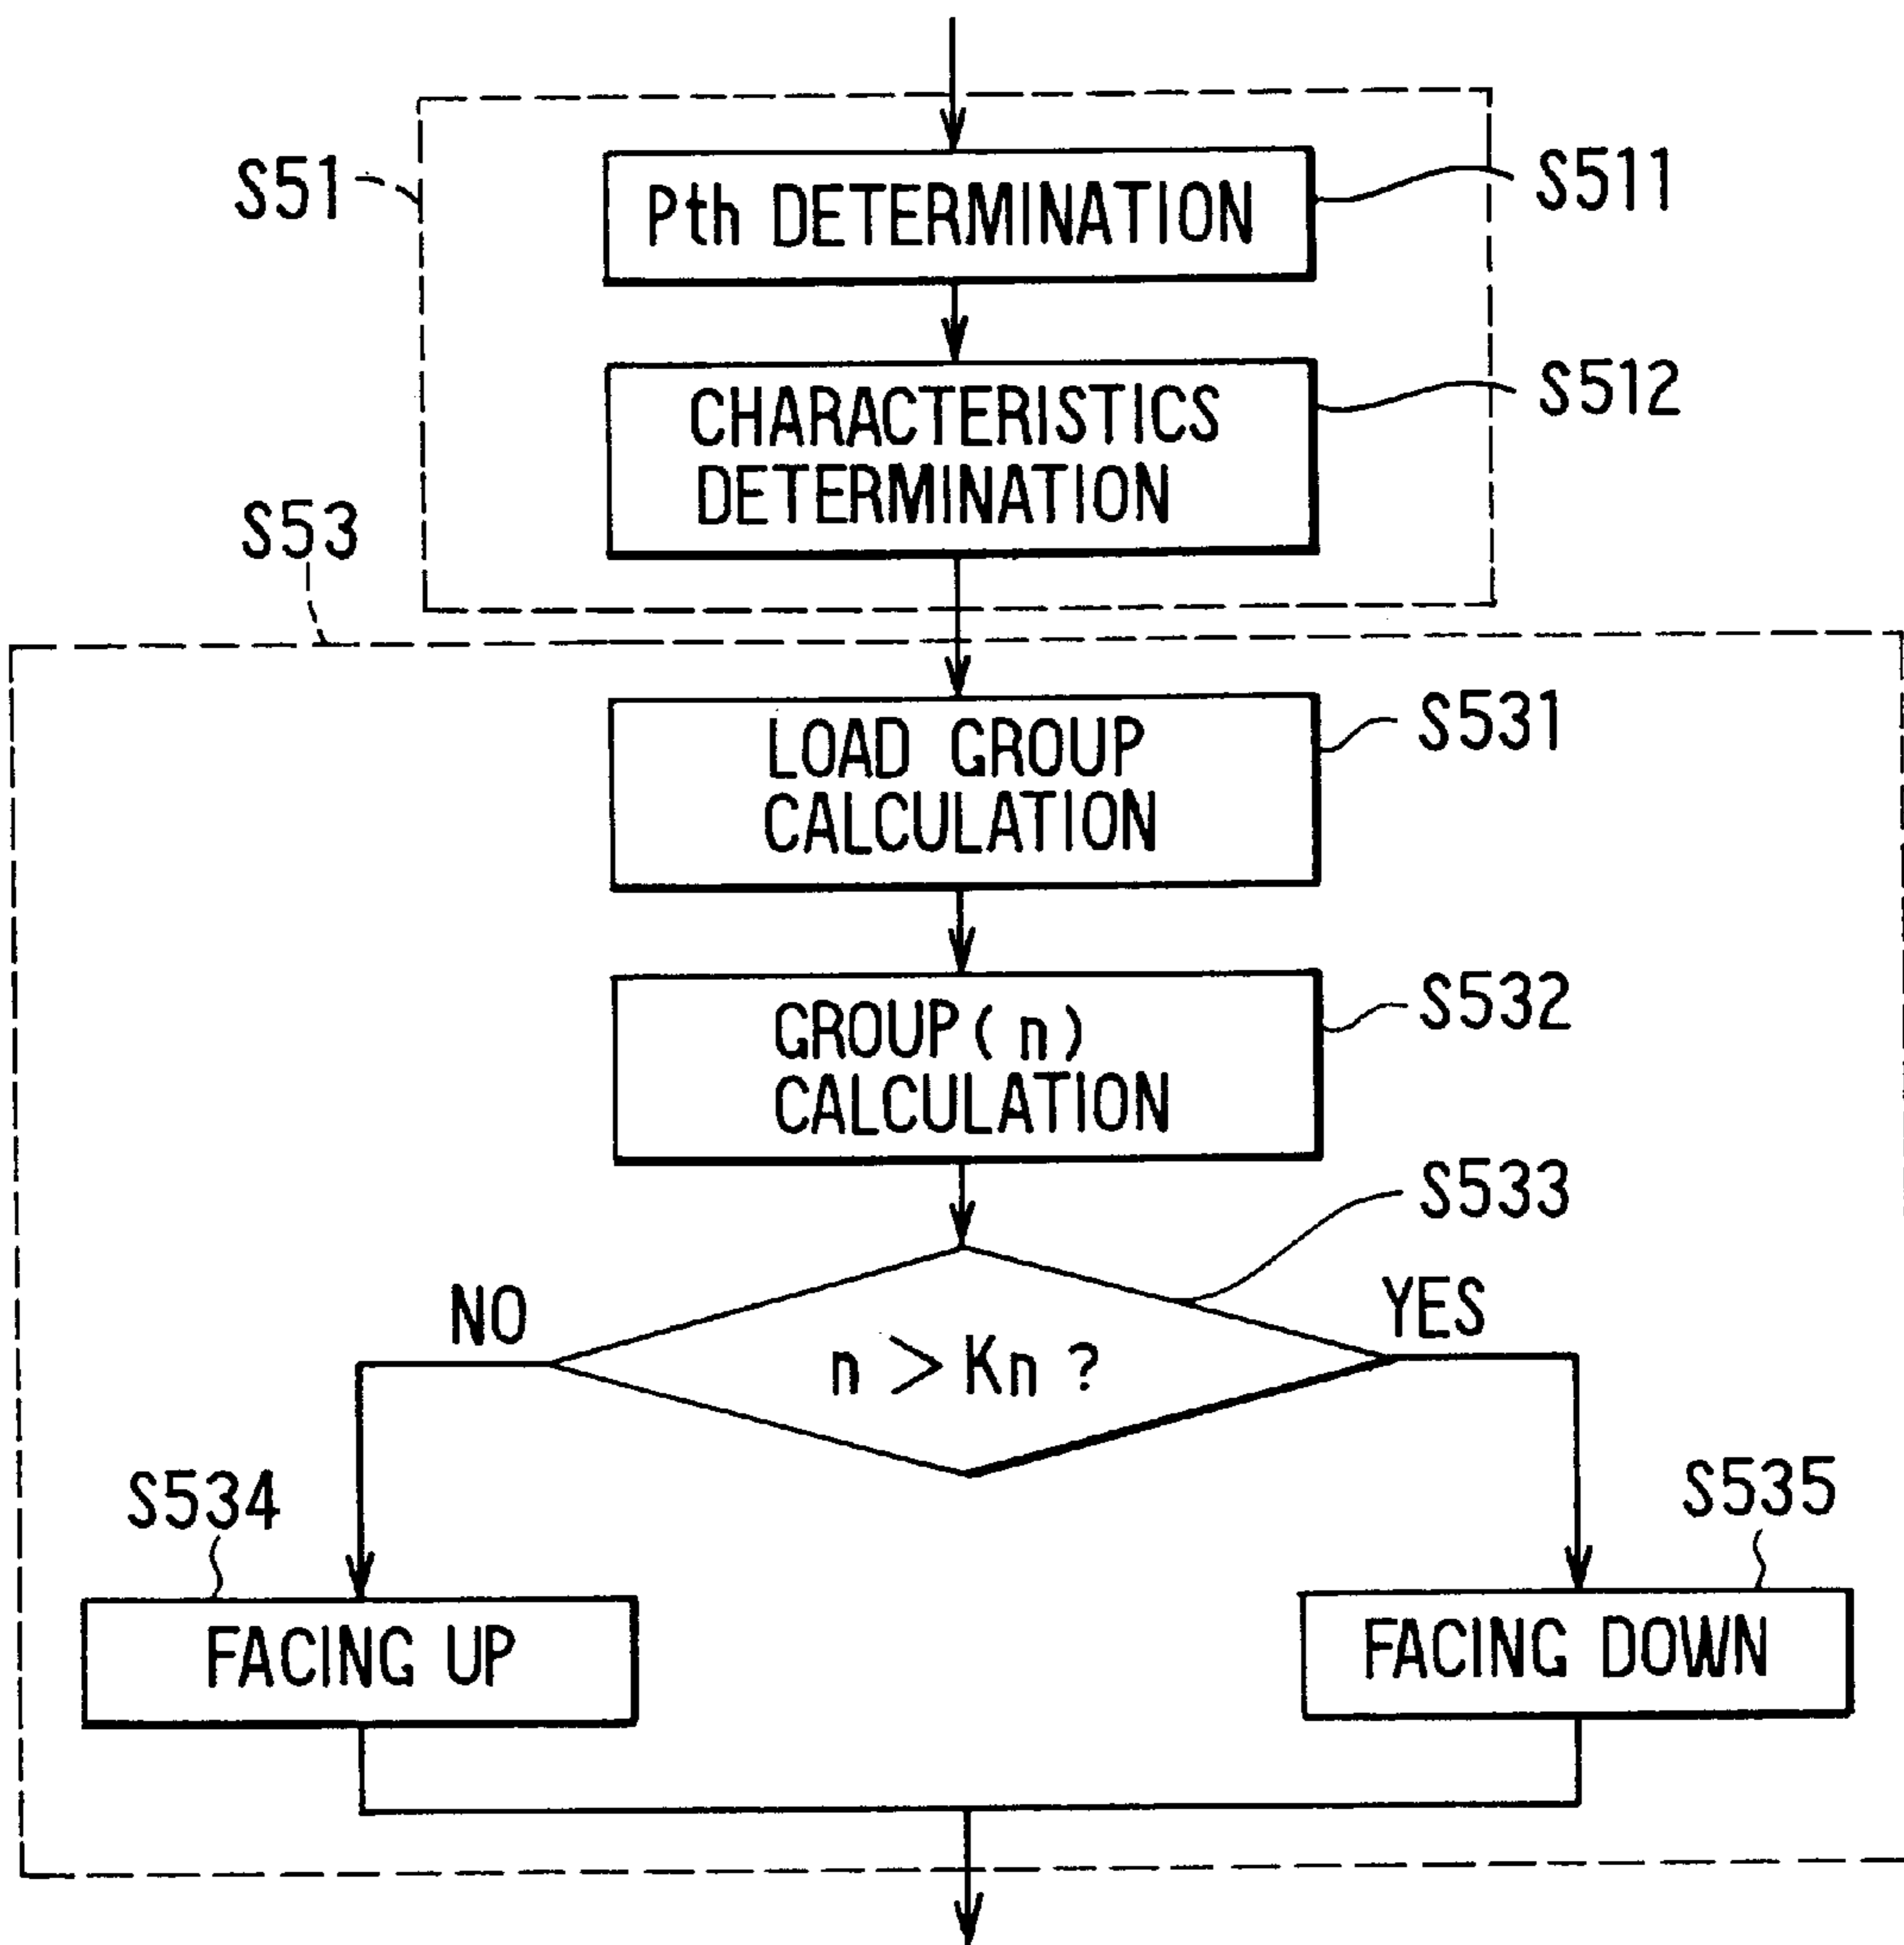 S51
Pth DETERMINATION
S511
CHARACTERISTICS
DETERMINATION
S512
S53
LOAD GROUP
CALCULATION
S531
GROUP(n)
CALCULATION
S532
S533
NO
n > Kn ?
YES
S534
S535
FACING UP
FACING DOWN